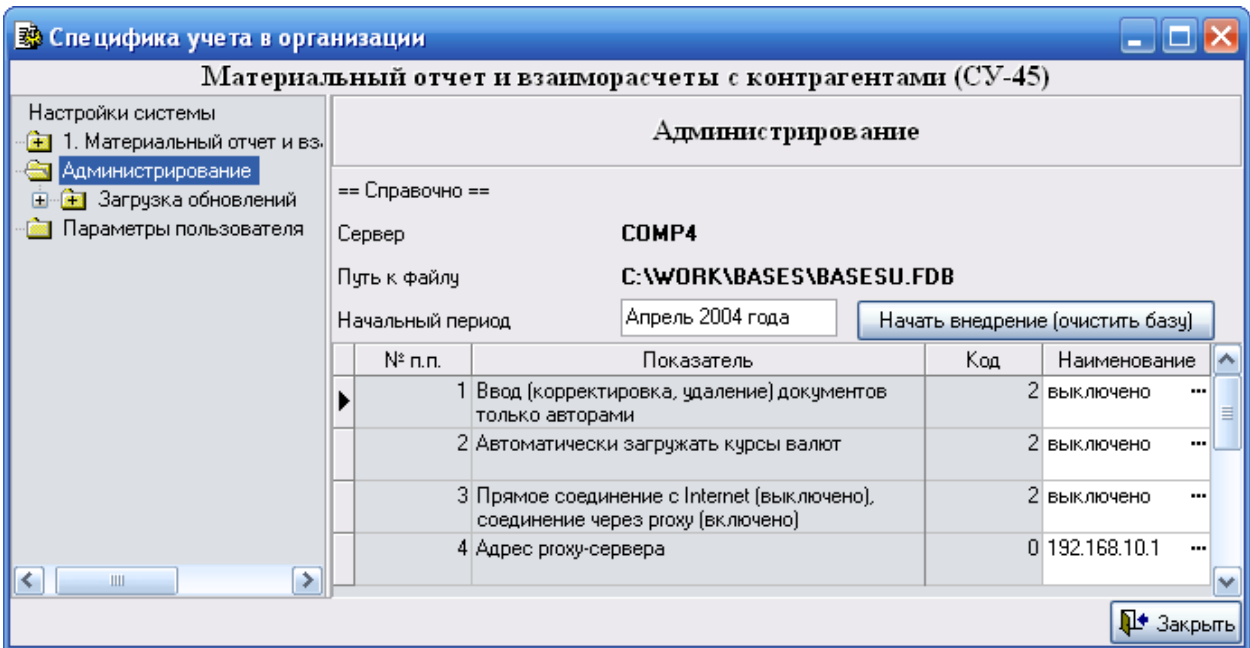 Специфика учета в организации
Материальный отчет и взаиморасчеты с контрагентами (СУ-45)
Настройки системы
1. Материальный отчет и вз
Администрирование
Загрузка обновлений
Параметры пользователя
Администрирование
== Справочно ==
Сервер COMP4
Путь к файлу C:\WORK\BASES\BASESU.FDB
Начальный период Апрель 2004 года Начать внедрение (очистить базу)
№ п.п. Показатель Код Наименование
1 Ввод (корректировка, удаление) документов 2 выключено ...
только авторами
2 Автоматически загружать курсы валют 2 выключено ...
3 Прямое соединение с Internet (выключено), 2 выключено ...
соединение через proxy (включено)
4 Адрес proxy-сервера 0 192.168.10.1 ...
Закрыть